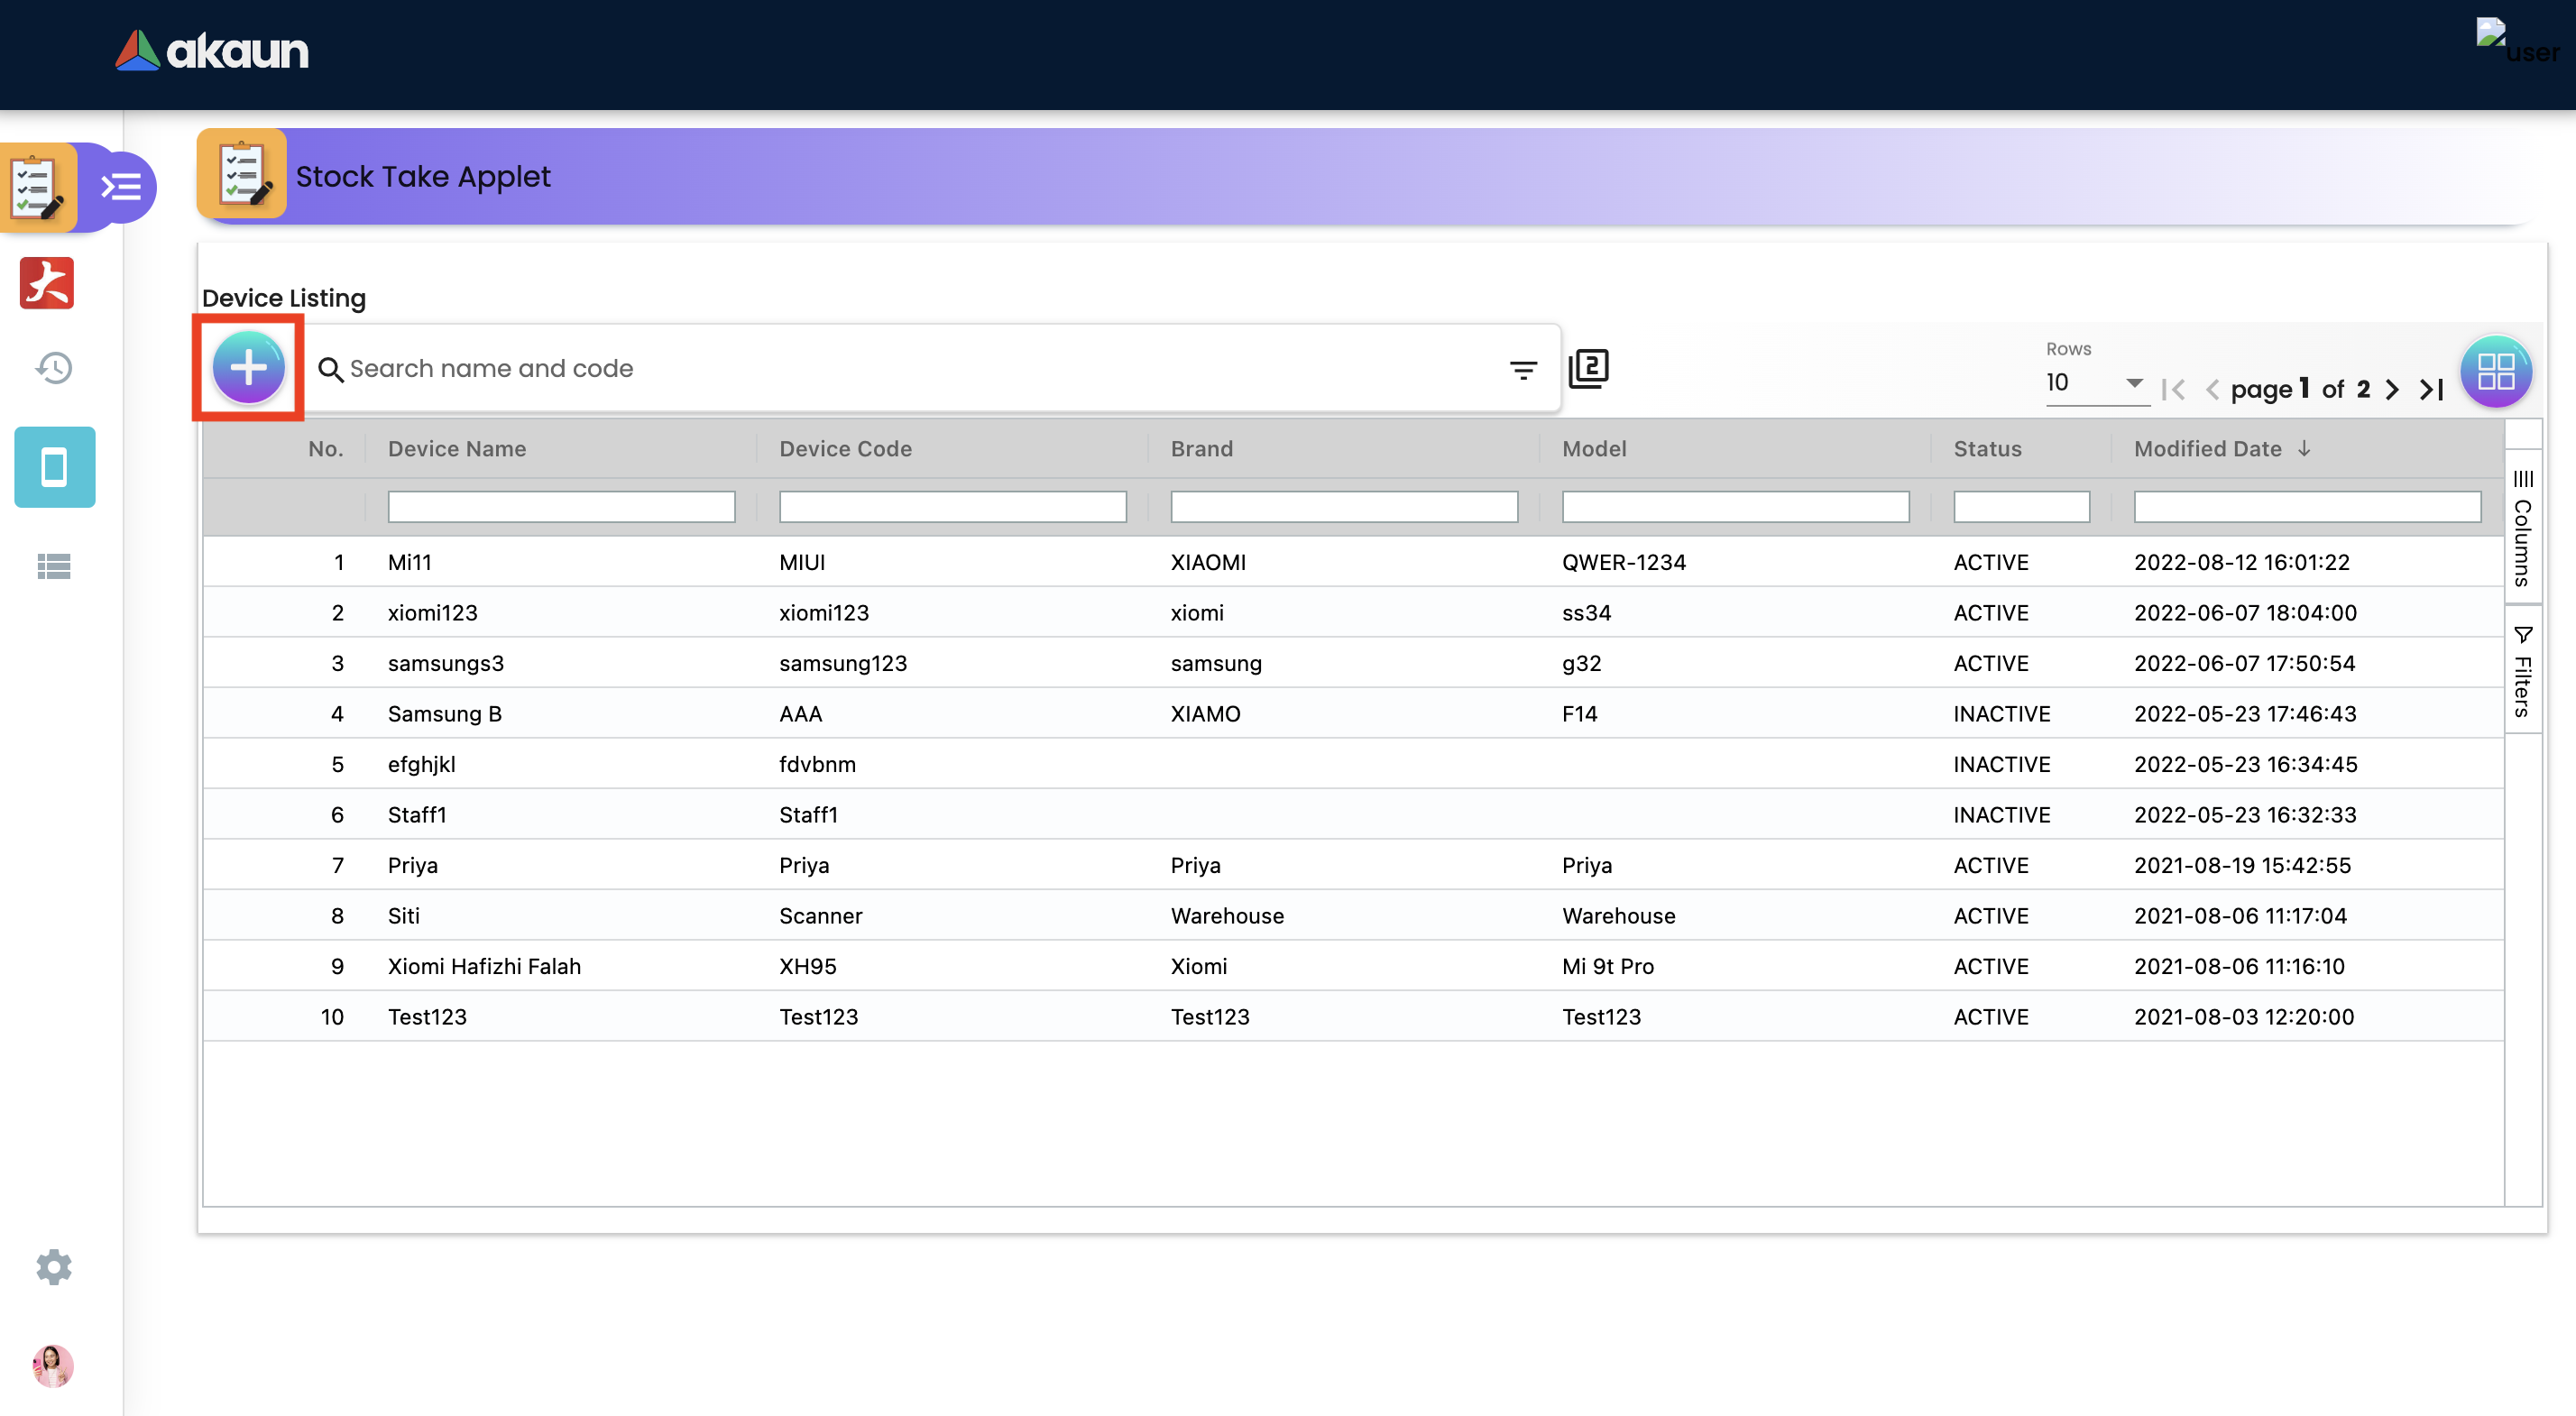 akaun
user
Stock Take Applet
Device Listing
Search name and code
2
Rows
10
page 1 of 2
No. Device Name Device Code Brand Model Status Modified Date
1 Mi11 MIUI XIAOMI QWER-1234 ACTIVE 2022-08-12 16:01:22
2 xiomi123 xiomi123 xiomi ss34 ACTIVE 2022-06-07 18:04:00
3 samsungs3 samsung123 samsung g32 ACTIVE 2022-06-07 17:50:54
4 Samsung B AAA XIAMO F14 INACTIVE 2022-05-23 17:46:43
5 efghjkl fdvbnm INACTIVE 2022-05-23 16:34:45
6 Staff1 Staff1 INACTIVE 2022-05-23 16:32:33
7 Priya Priya Priya Priya ACTIVE 2021-08-19 15:42:55
8 Siti Scanner Warehouse Warehouse ACTIVE 2021-08-06 11:17:04
9 Xiomi Hafizhi Falah XH95 Xiomi Mi 9t Pro ACTIVE 2021-08-06 11:16:10
10 Test123 Test123 Test123 Test123 ACTIVE 2021-08-03 12:20:00
Columns
Filters